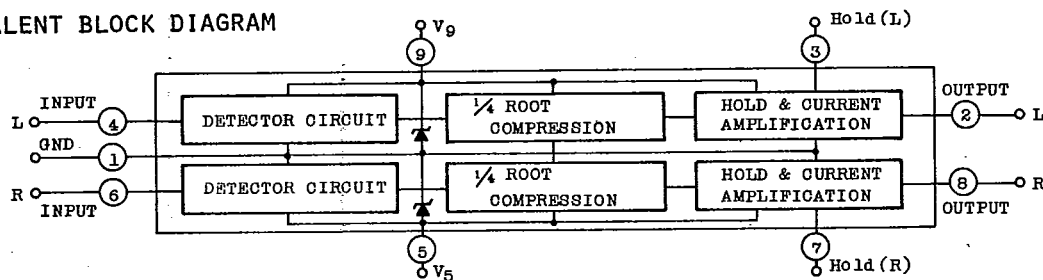 ALENT BLOCK DIAGRAM
V9
Hold(L)
9
3
INPUT
OUTPUT
L 4 DETECTOR CIRCUIT 1/4 ROOT COMPRESSION HOLD & CURRENT AMPLIFICATION 2 L
GND
1
R 6 DETECTOR CIRCUIT 1/4 ROOT COMPRESSION HOLD & CURRENT AMPLIFICATION 8 R
INPUT
OUTPUT
5
7
V5
Hold(R)